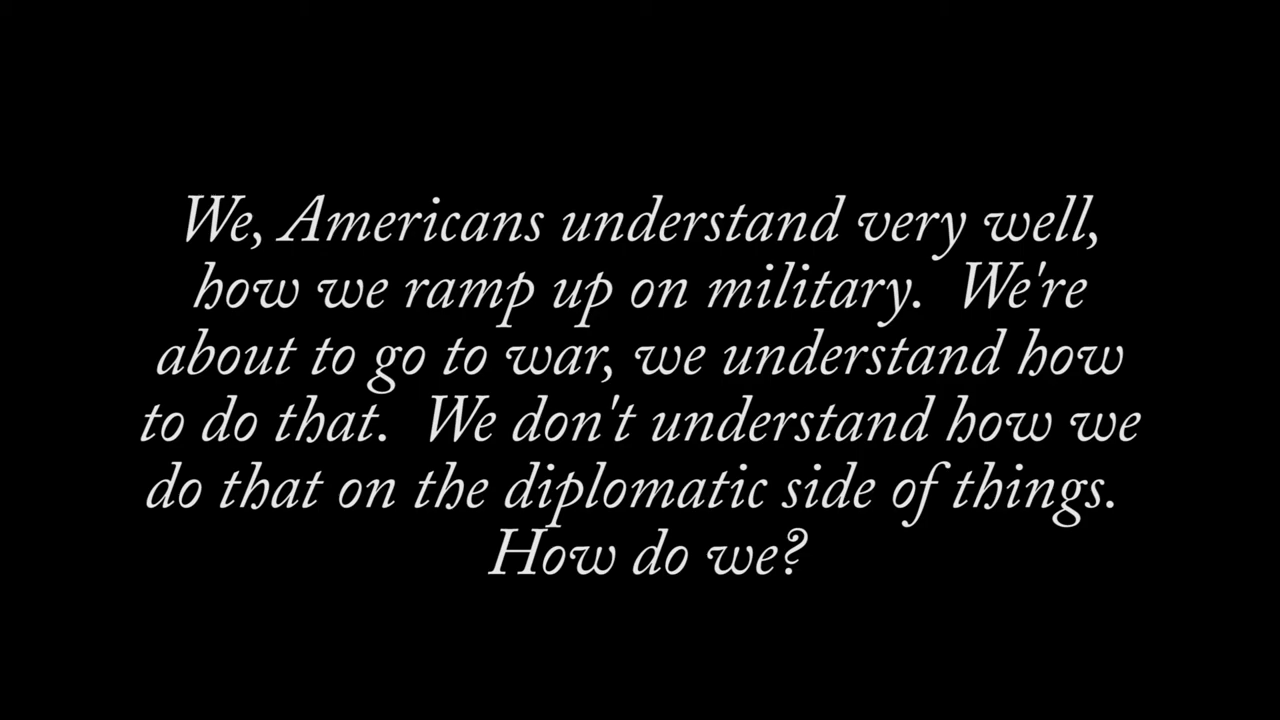 We, Americans understand very well,
how we ramp up on military.  We're
about to go to war, we understand how
to do that.  We don't understand how we
do that on the diplomatic side of things.
How do we?